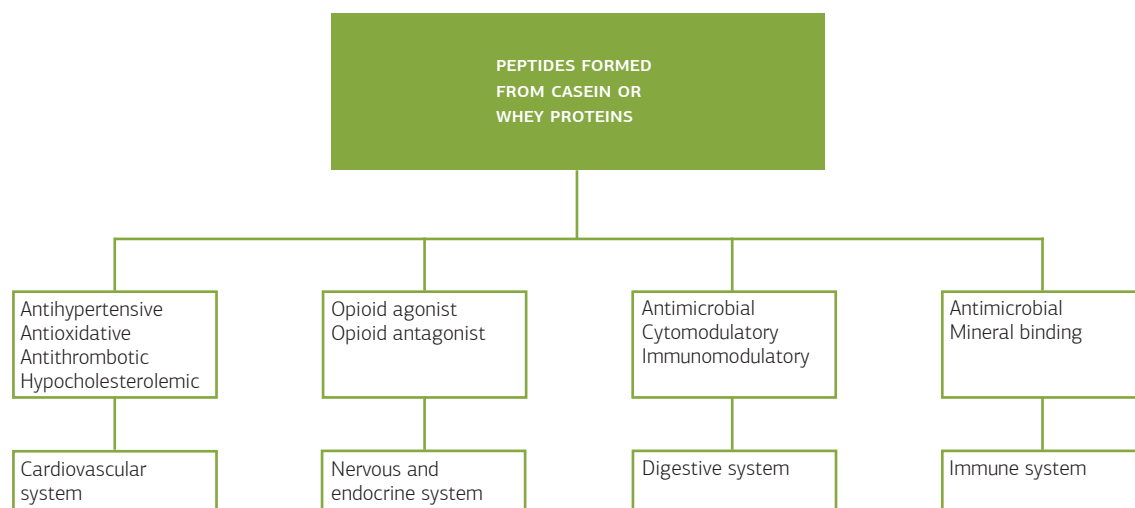 PEPTIDES FORMED
FROM CASEIN OR
WHEY PROTEINS
Antihypertensive
Antioxidative
Antithrombotic
Hypocholesterolemic
Opioid agonist
Opioid antagonist
Antimicrobial
Cytomodulatory
Immunomodulatory
Antimicrobial
Mineral binding
Cardiovascular
system
Nervous and
endocrine system
Digestive system
Immune system